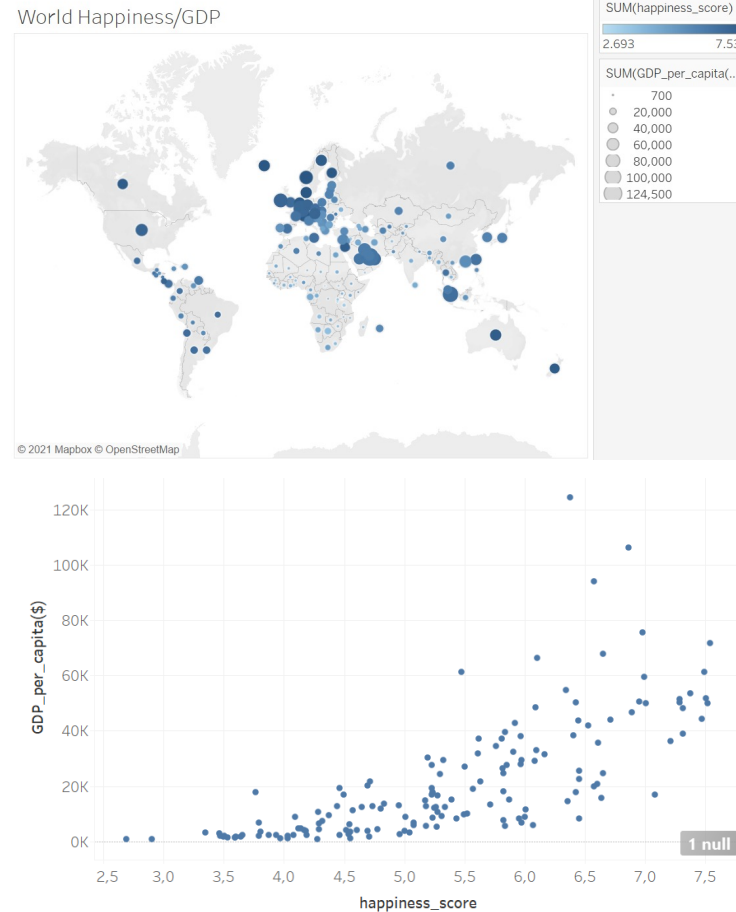 World Happiness/GDP
SUM(happiness_score)
2.693
7.53
SUM(GDP_per_capita(...
700
20,000
40,000
60,000
80,000
100,000
124,500
© 2021 Mapbox © OpenStreetMap
120K
100K
80K
60K
40K
20K
0K
GDP_per_capita($)
1 null
2,5 3,0 3,5 4,0 4,5 5,0 5,5 6,0 6,5 7,0 7,5
happiness_score